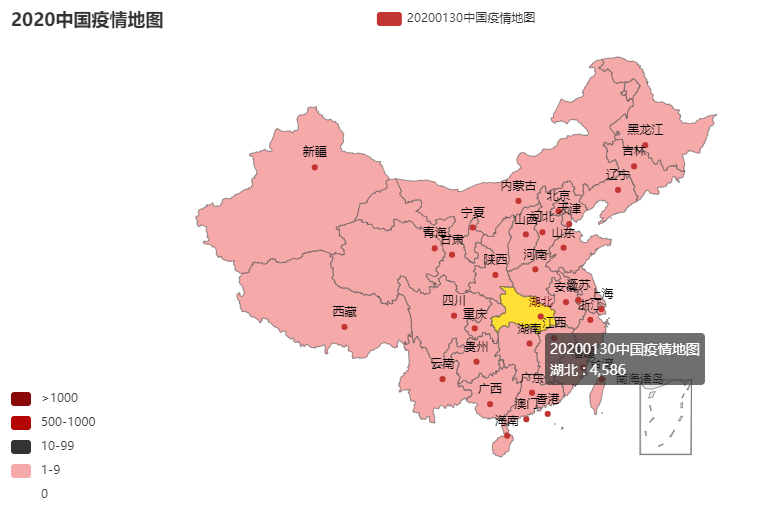 2020中国疫情地图
20200130中国疫情地图
黑龙江
吉林
新疆
辽宁
内蒙古
北京
天津
宁夏
山西
河北
青海
甘肃
山东
河南
陕西
安徽
江苏
上海
四川
湖北
浙江
重庆
西藏
江西
湖南
20200130中国疫情地图
湖北 : 4,586
贵州
云南
南海诸岛
广西
广东
澳门
香港
海南
>1000
500-1000
10-99
1-9
0